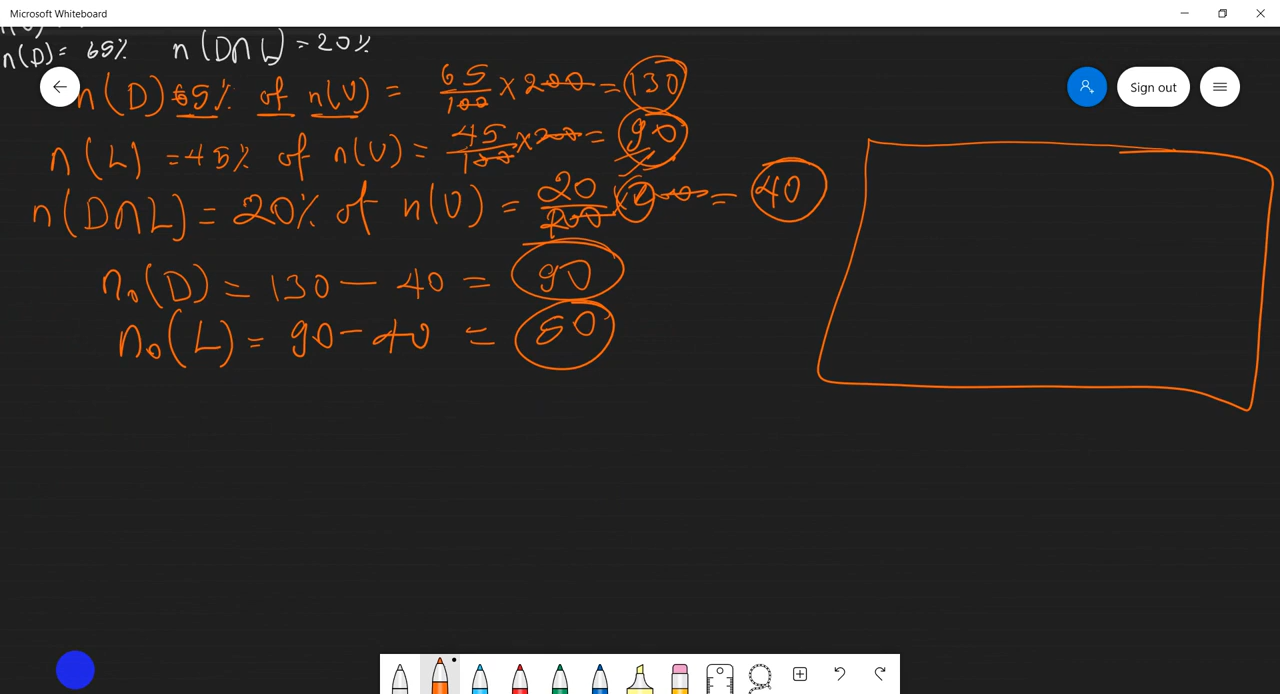 Microsoft Whiteboard
n(D) = 65% n(D∩L) = 20%
Sign out
n(D) 65% of n(U) = 65/100 × 200 = 130
n(L) = 45% of n(U) = 45/100 × 200 = 90
n(D∩L) = 20% of n(U) = 20/100 × 200 = 40
n₀(D) = 130 − 40 = 90
n₀(L) = 90 − 40 = 50